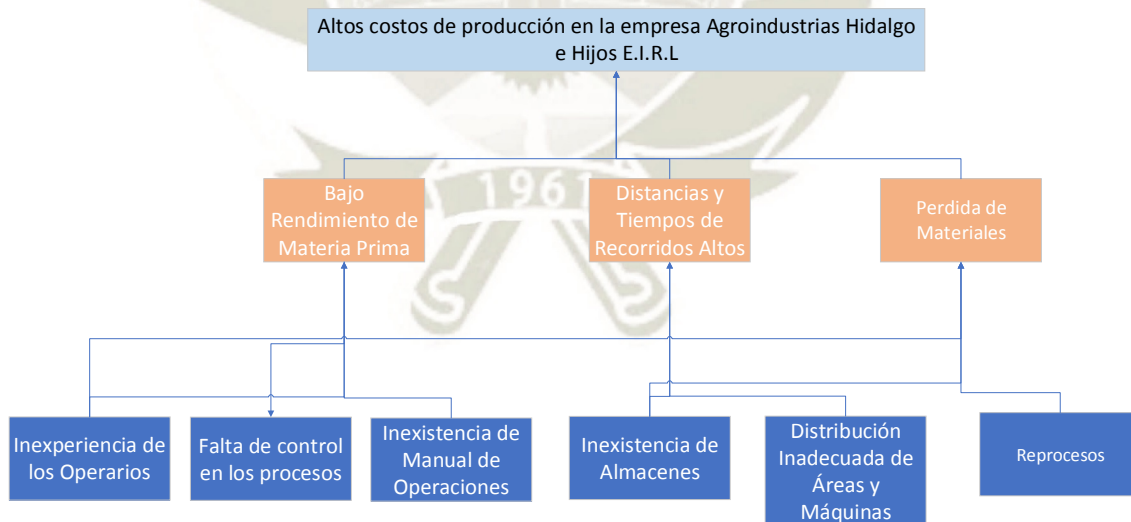 Altos costos de producción en la empresa Agroindustrias Hidalgo
e Hijos E.I.R.L
1961
Bajo
Rendimiento de
Materia Prima
Distancias y
Tiempos de
Recorridos Altos
Perdida de
Materiales
Inexperiencia de
los Operarios
Falta de control
en los procesos
Inexistencia de
Manual de
Operaciones
Inexistencia de
Almacenes
Distribución
Inadecuada de
Áreas y
Máquinas
Reprocesos